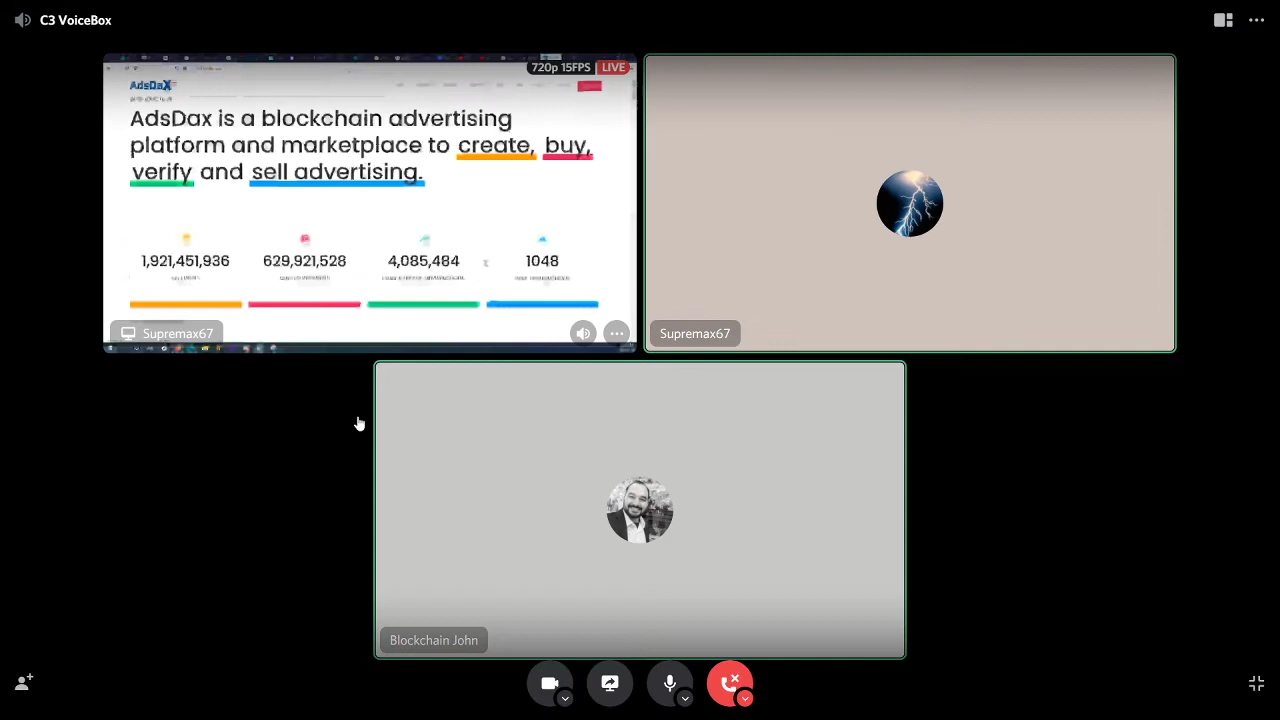 C3 VoiceBox
720p 15FPS LIVE
AdsDaX
AdsDax is a blockchain advertising
platform and marketplace to create, buy,
verify and sell advertising.
1,921,451,936 629,921,528 4,085,484 1048
Supremax67
Supremax67
Blockchain John